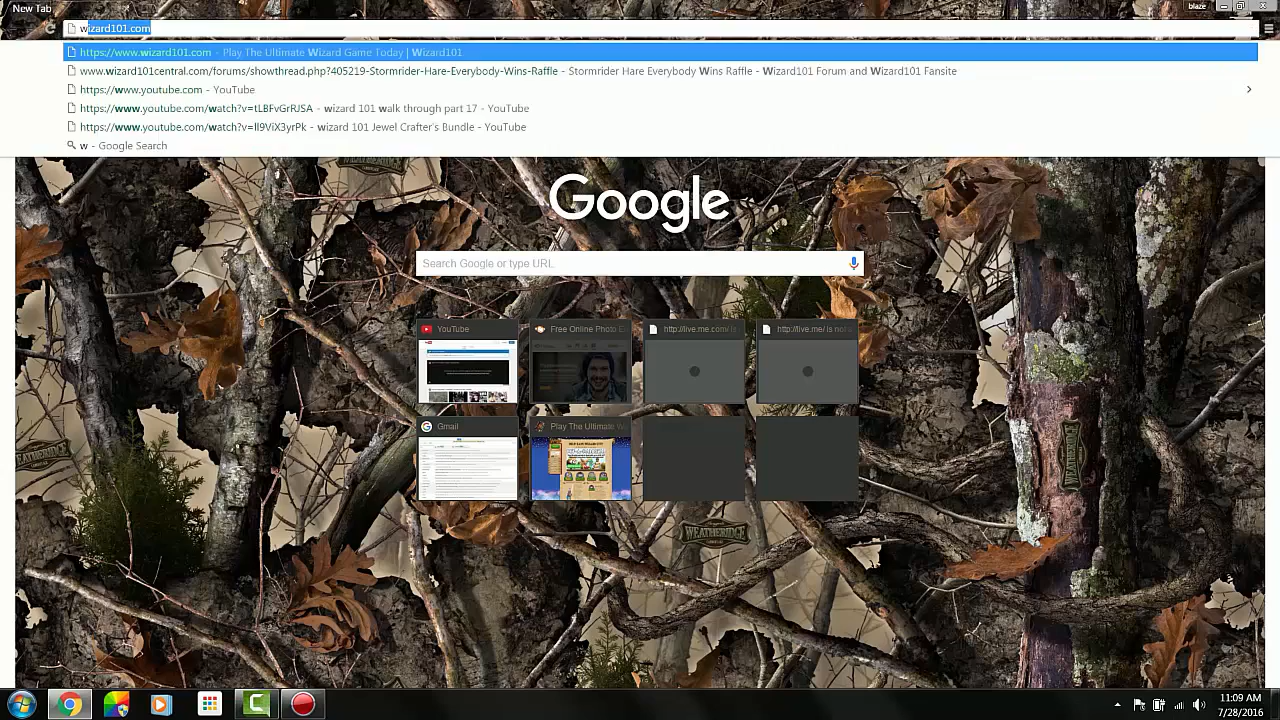 New Tab
blaze
wizard101.com
https://www.wizard101.com - Play The Ultimate Wizard Game Today | Wizard101
www.wizard101central.com/forums/showthread.php?405219-Stormrider-Hare-Everybody-Wins-Raffle - Stormrider Hare Everybody Wins Raffle - Wizard101 Forum and Wizard101 Fansite
https://www.youtube.com - YouTube
https://www.youtube.com/watch?v=tLBFvGrRJSA - wizard 101 walk through part 17 - YouTube
https://www.youtube.com/watch?v=lI9ViX3yrPk - wizard 101 Jewel Crafter's Bundle - YouTube
w - Google Search
Google
Search Google or type URL
YouTube
Free Online Photo E
http://live.me.com/ is
http://live.me/ is not a
Gmail
Play The Ultimate W
WEATHERIDGE
11:09 AM
7/28/2016